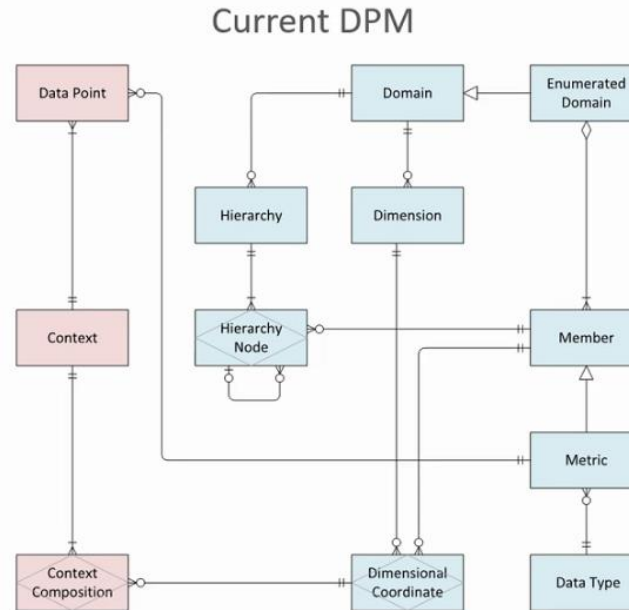 Current DPM
Data Point
Domain
Enumerated
Domain
Hierarchy
Dimension
Context
Hierarchy
Node
Member
Metric
Context
Composition
Dimensional
Coordinate
Data Type